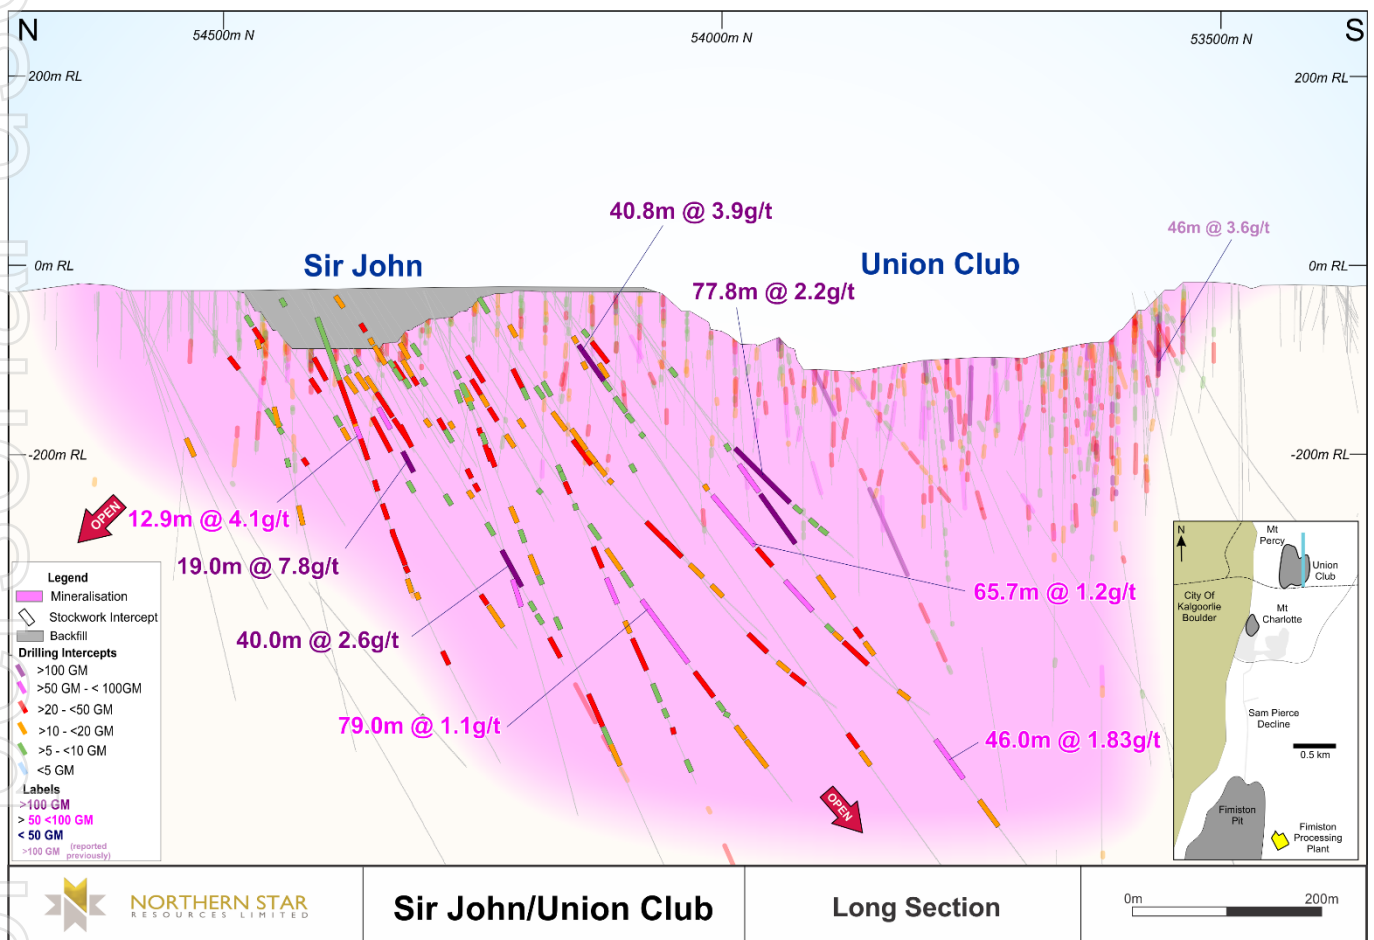 N
54500m N
54000m N
53500m N
S
200m RL
200m RL
40.8m @ 3.9g/t
46m @ 3.6g/t
Sir John
Union Club
0m RL
0m RL
77.8m @ 2.2g/t
-200m RL
-200m RL
OPEN
12.9m @ 4.1g/t
19.0m @ 7.8g/t
65.7m @ 1.2g/t
40.0m @ 2.6g/t
79.0m @ 1.1g/t
46.0m @ 1.83g/t
OPEN
Legend
Mineralisation
Stockwork Intercept
Backfill
Drilling Intercepts
>100 GM
>50 GM - < 100GM
>20 - <50 GM
>10 - <20 GM
>5 - <10 GM
<5 GM
Labels
>100 GM
> 50 <100 GM
< 50 GM
>100 GM (reported
previously)
N
Mt
Percy
Union
Club
City Of
Kalgoorlie
Boulder
Mt
Charlotte
Sam Pierce
Decline
0.5 km
Fimiston
Pit
Fimiston
Processing
Plant
NORTHERN STAR
RESOURCES LIMITED
Sir John/Union Club
Long Section
0m
200m